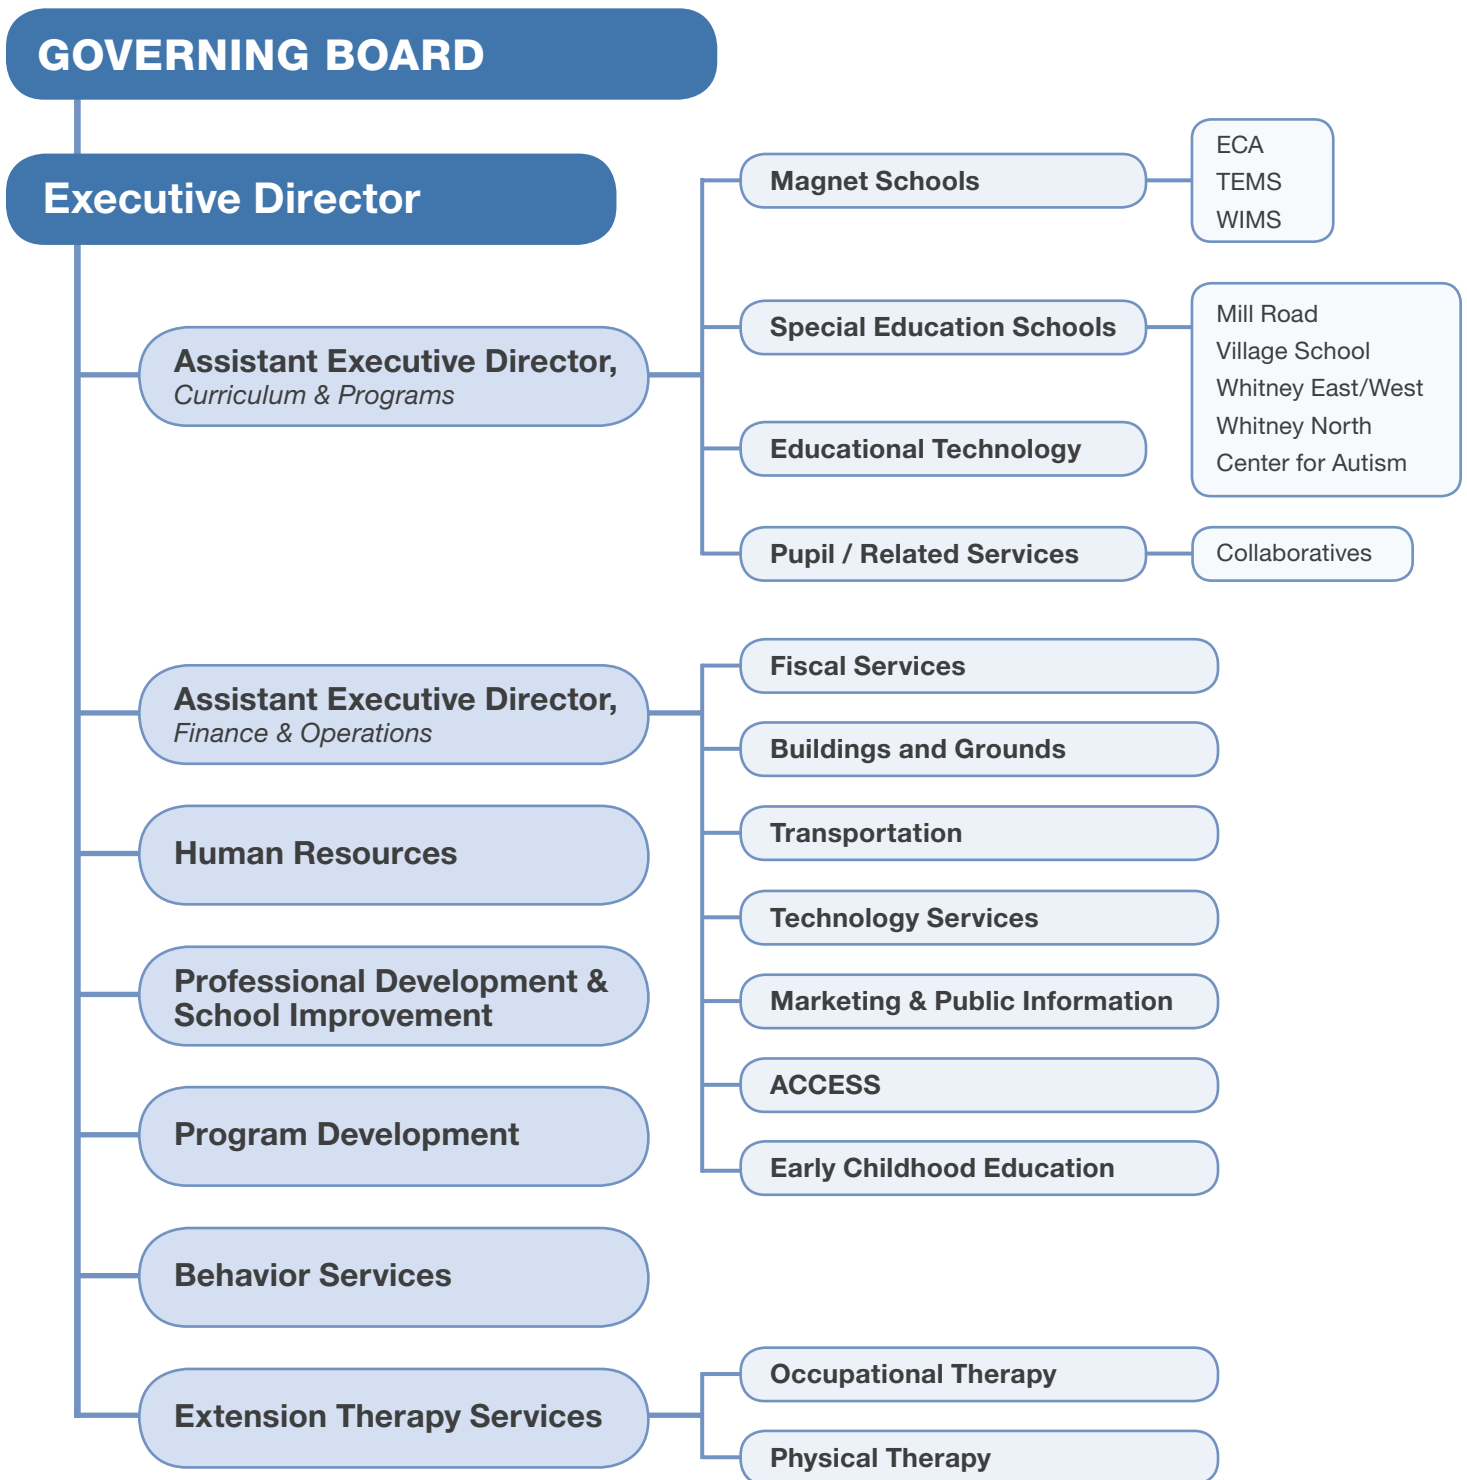 GOVERNING BOARD
Executive Director
Assistant Executive Director,
Curriculum & Programs
Magnet Schools
ECA
TEMS
WIMS
Special Education Schools
Mill Road
Village School
Whitney East/West
Whitney North
Center for Autism
Educational Technology
Pupil / Related Services
Collaboratives
Assistant Executive Director,
Finance & Operations
Fiscal Services
Buildings and Grounds
Transportation
Technology Services
Marketing & Public Information
ACCESS
Early Childhood Education
Human Resources
Professional Development &
School Improvement
Program Development
Behavior Services
Extension Therapy Services
Occupational Therapy
Physical Therapy